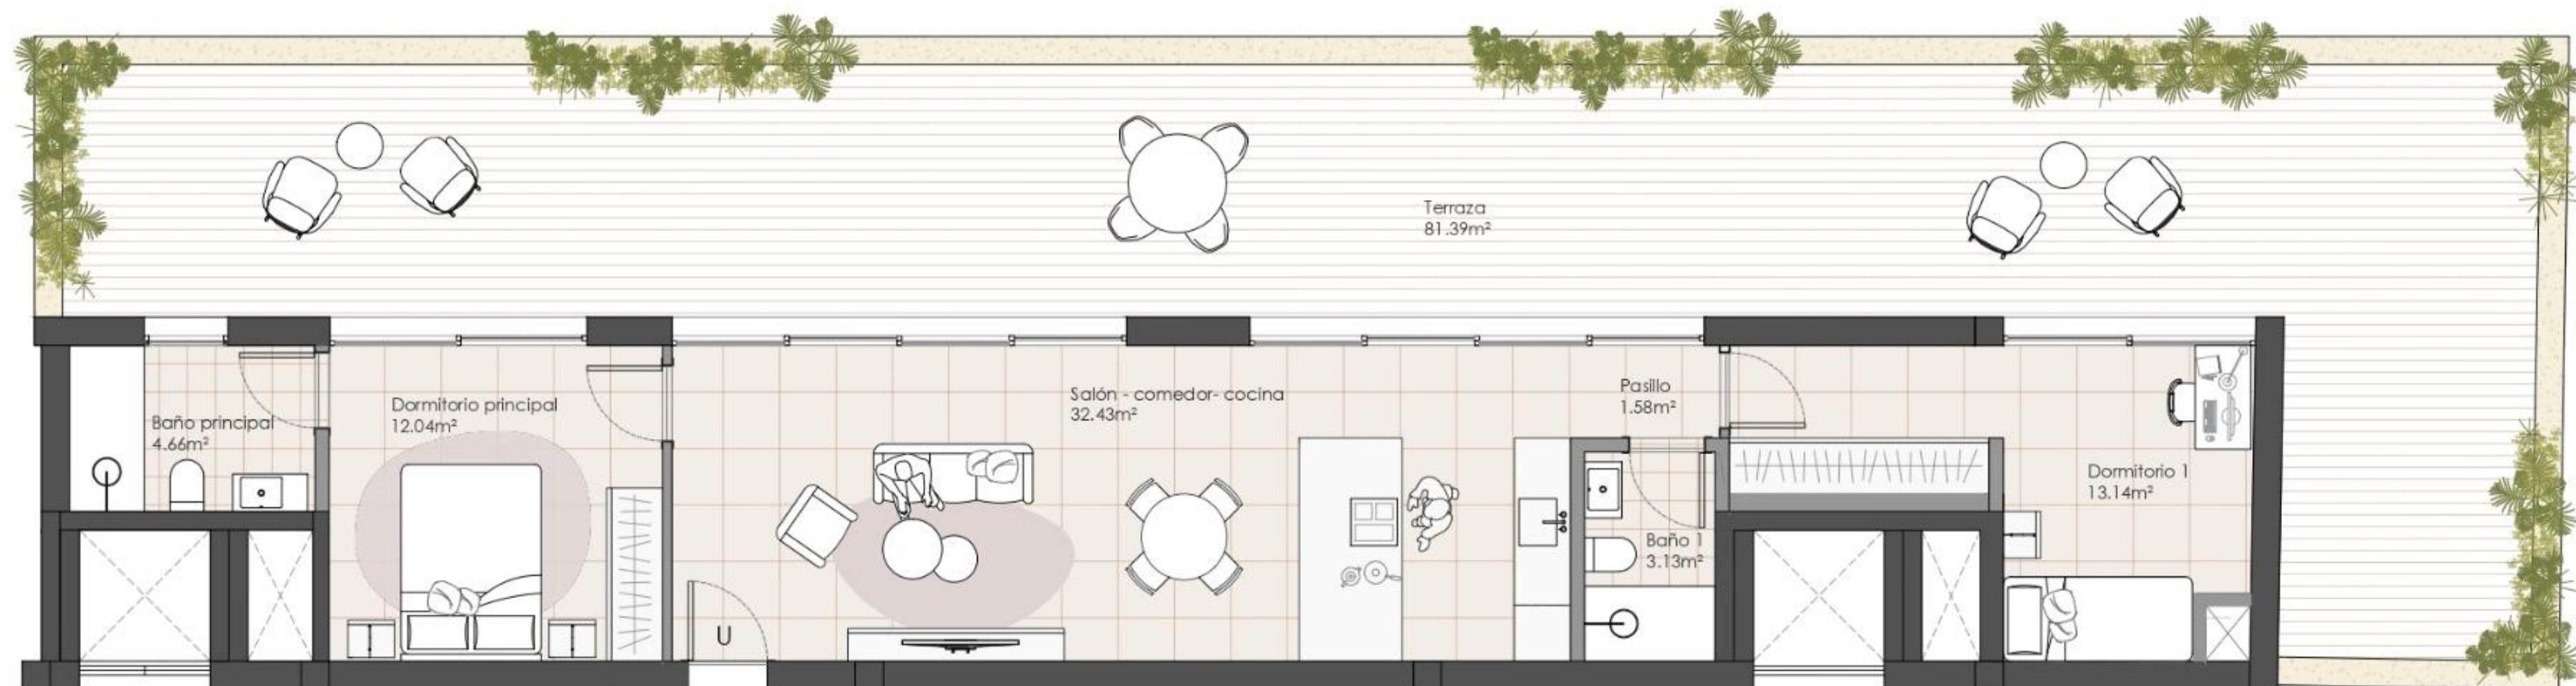 Terraza
81.39m²
Baño principal
4.66m²
Dormitorio principal
12.04m²
Salón - comedor- cocina
32.43m²
Pasillo
1.58m²
Baño 1
3.13m²
Dormitorio 1
13.14m²
U